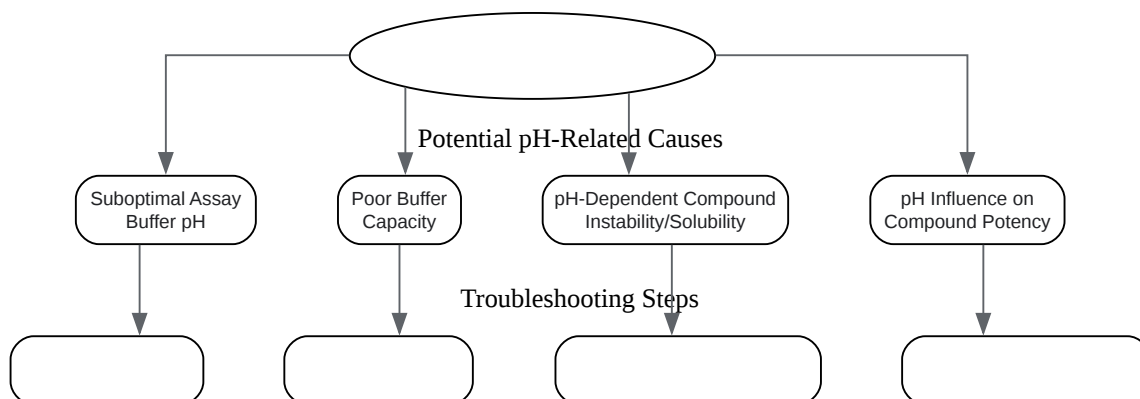 Potential pH-Related Causes
Suboptimal Assay
Buffer pH
Poor Buffer
Capacity
pH-Dependent Compound
Instability/Solubility
pH Influence on
Compound Potency
Troubleshooting Steps